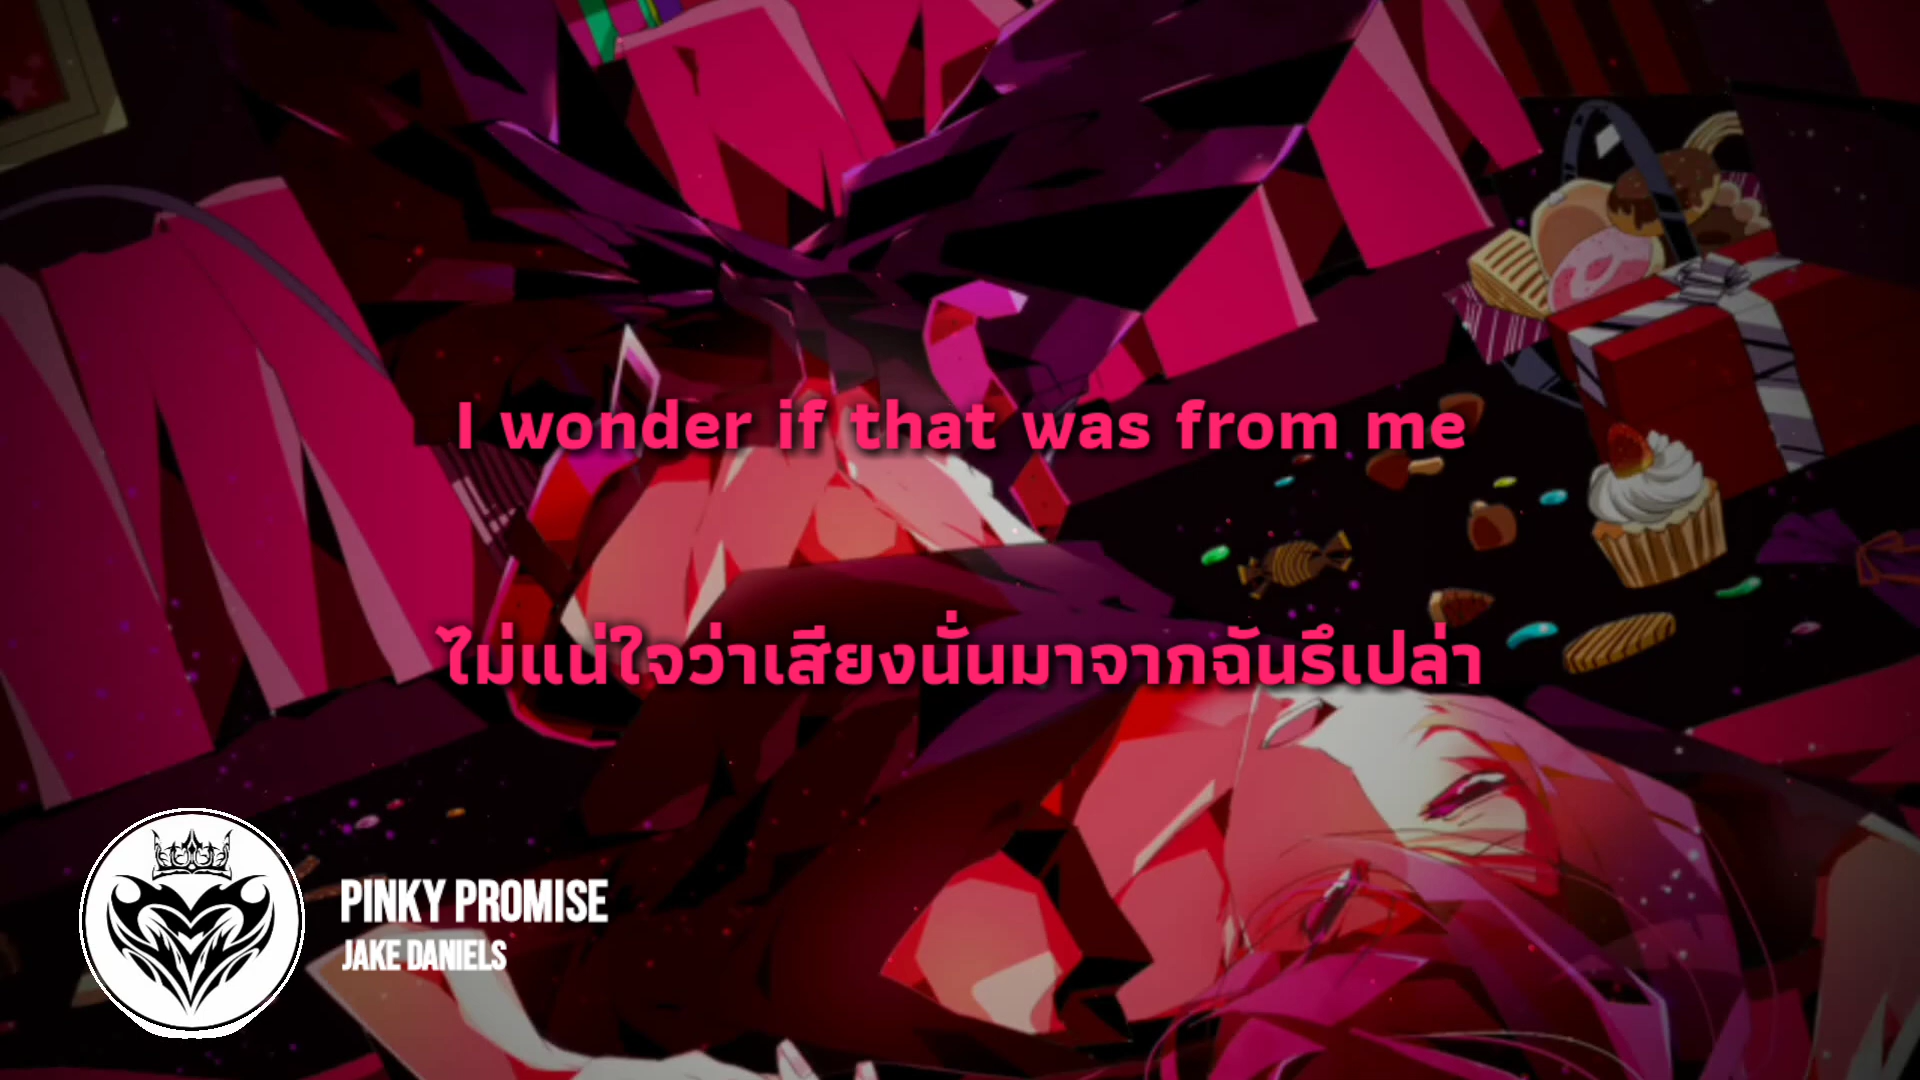 I wonder if that was from me
ไม่แน่ใจว่าเสียงนั่นมาจากฉันรึเปล่า
PINKY PROMISE
JAKE DANIELS